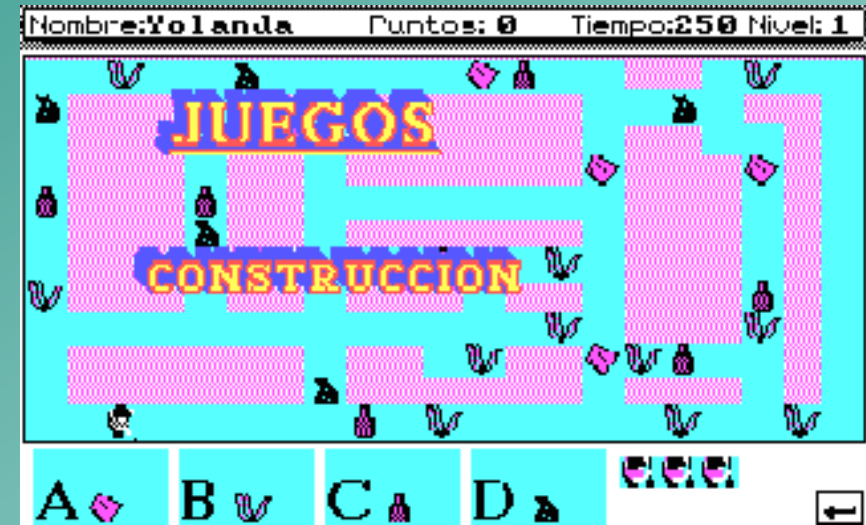 Nombre:Yolanda Puntos: 0 Tiempo:250 Nivel: 1
JUEGOS
CONSTRUCCION
A B C D